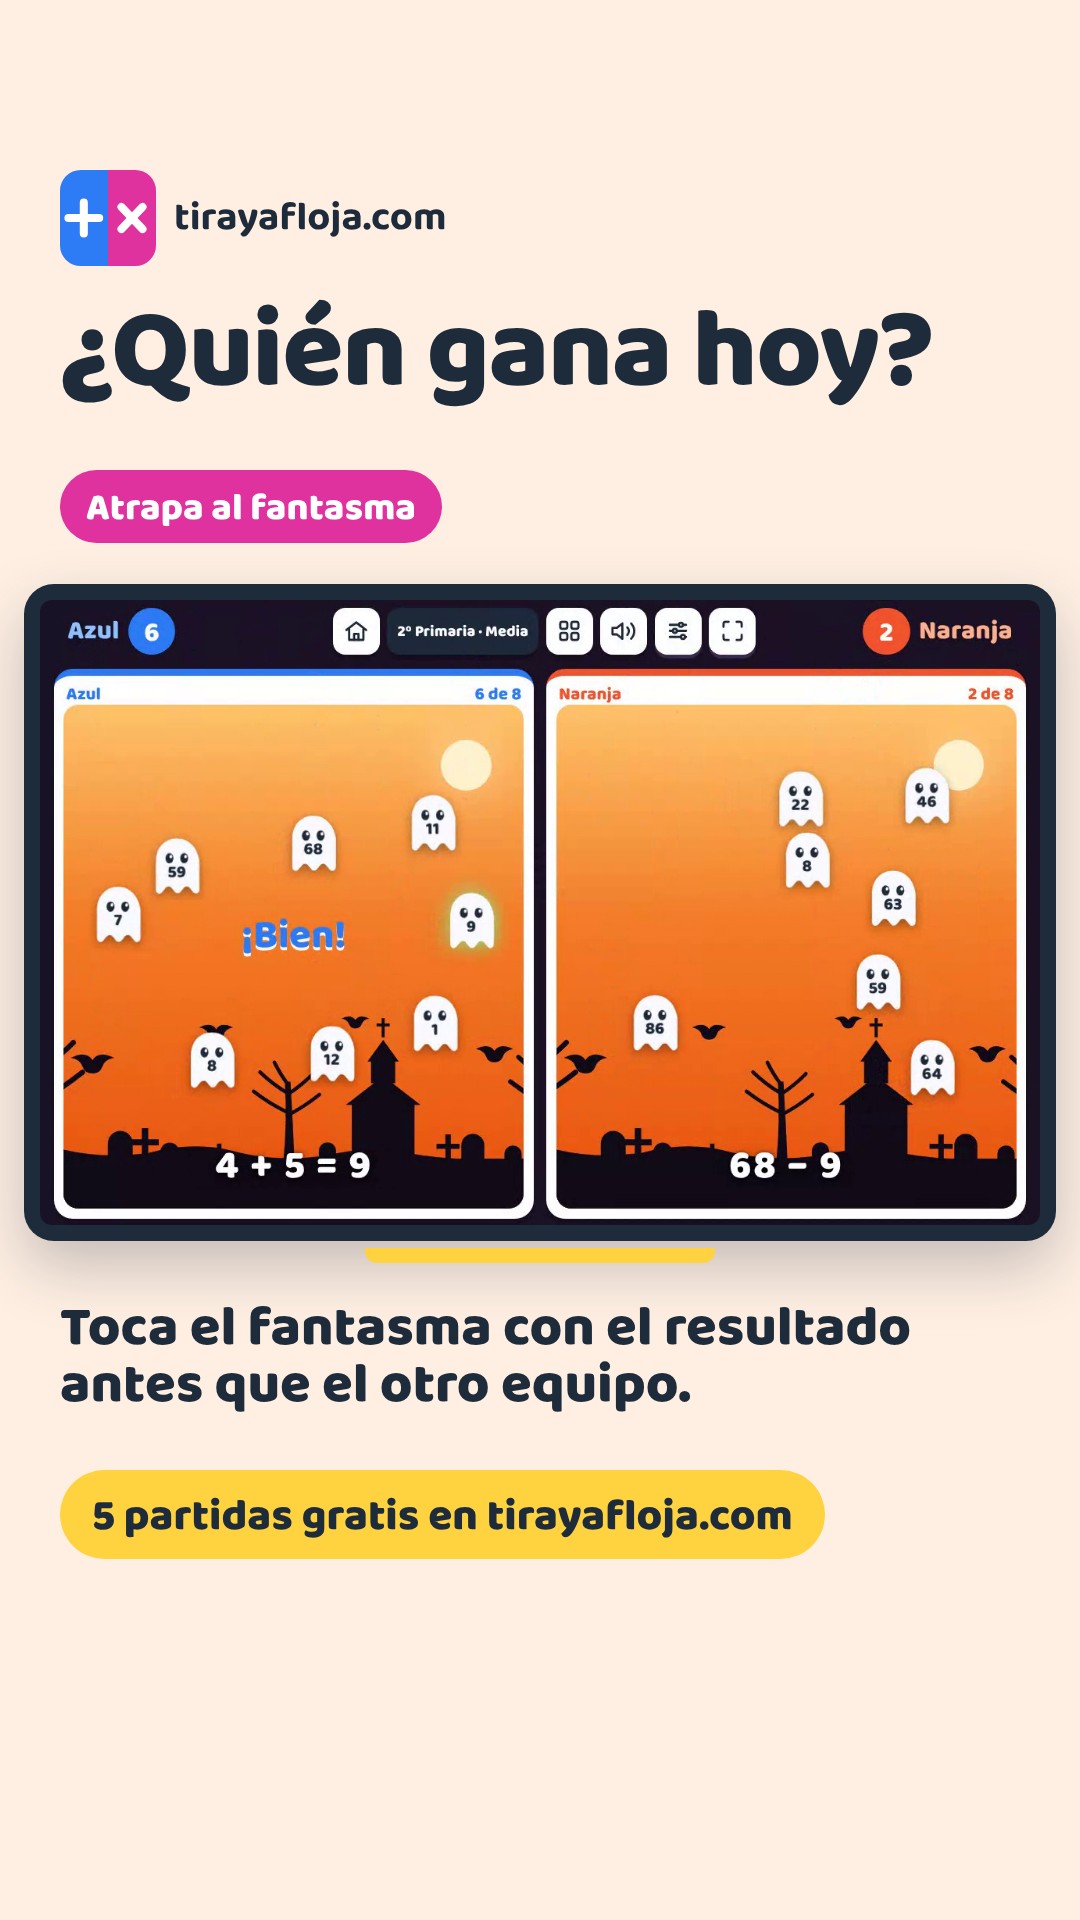 +×
tirayafloja.com
¿Quién gana hoy?
Atrapa al fantasma
Azul 6
2º Primaria · Media
2 Naranja
Azul 6 de 8
Naranja 2 de 8
11
68
59
7
9
¡Bien!
1
12
8
4 + 5 = 9
22
46
8
63
59
86
64
68 − 9
Toca el fantasma con el resultado
antes que el otro equipo.
5 partidas gratis en tirayafloja.com